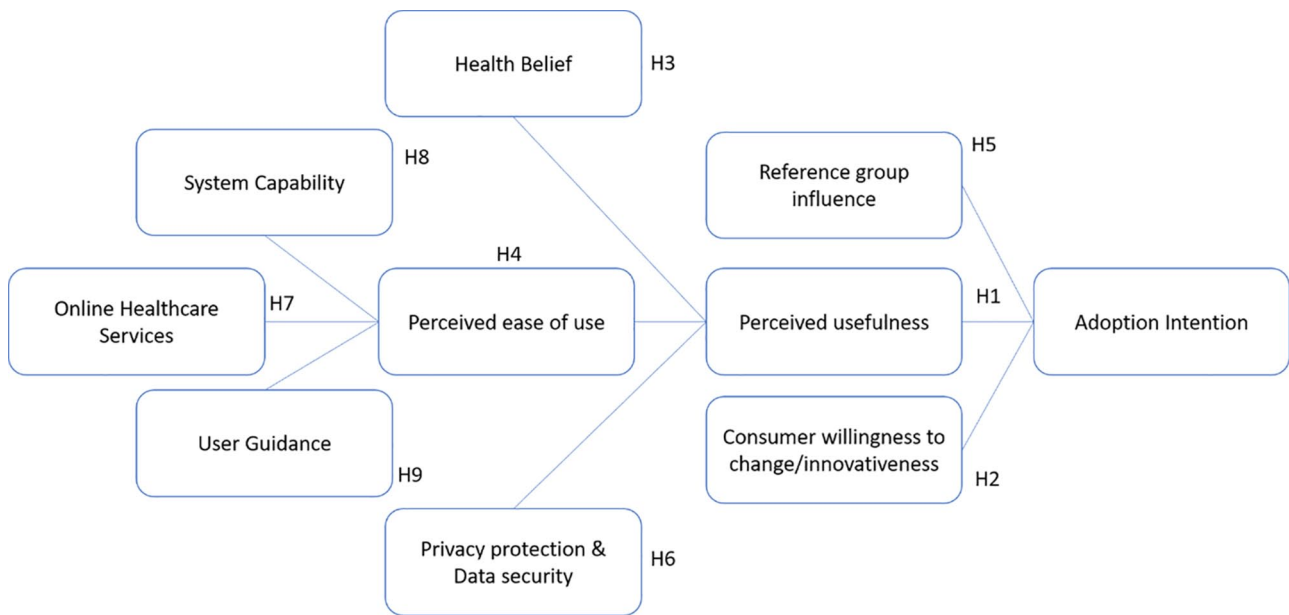 Health Belief
H3
System Capability
H8
Reference group
influence
H5
H4
Online Healthcare
Services
H7
Perceived ease of use
Perceived usefulness
H1
Adoption Intention
User Guidance
H9
Consumer willingness to
change/innovativeness
H2
Privacy protection &
Data security
H6